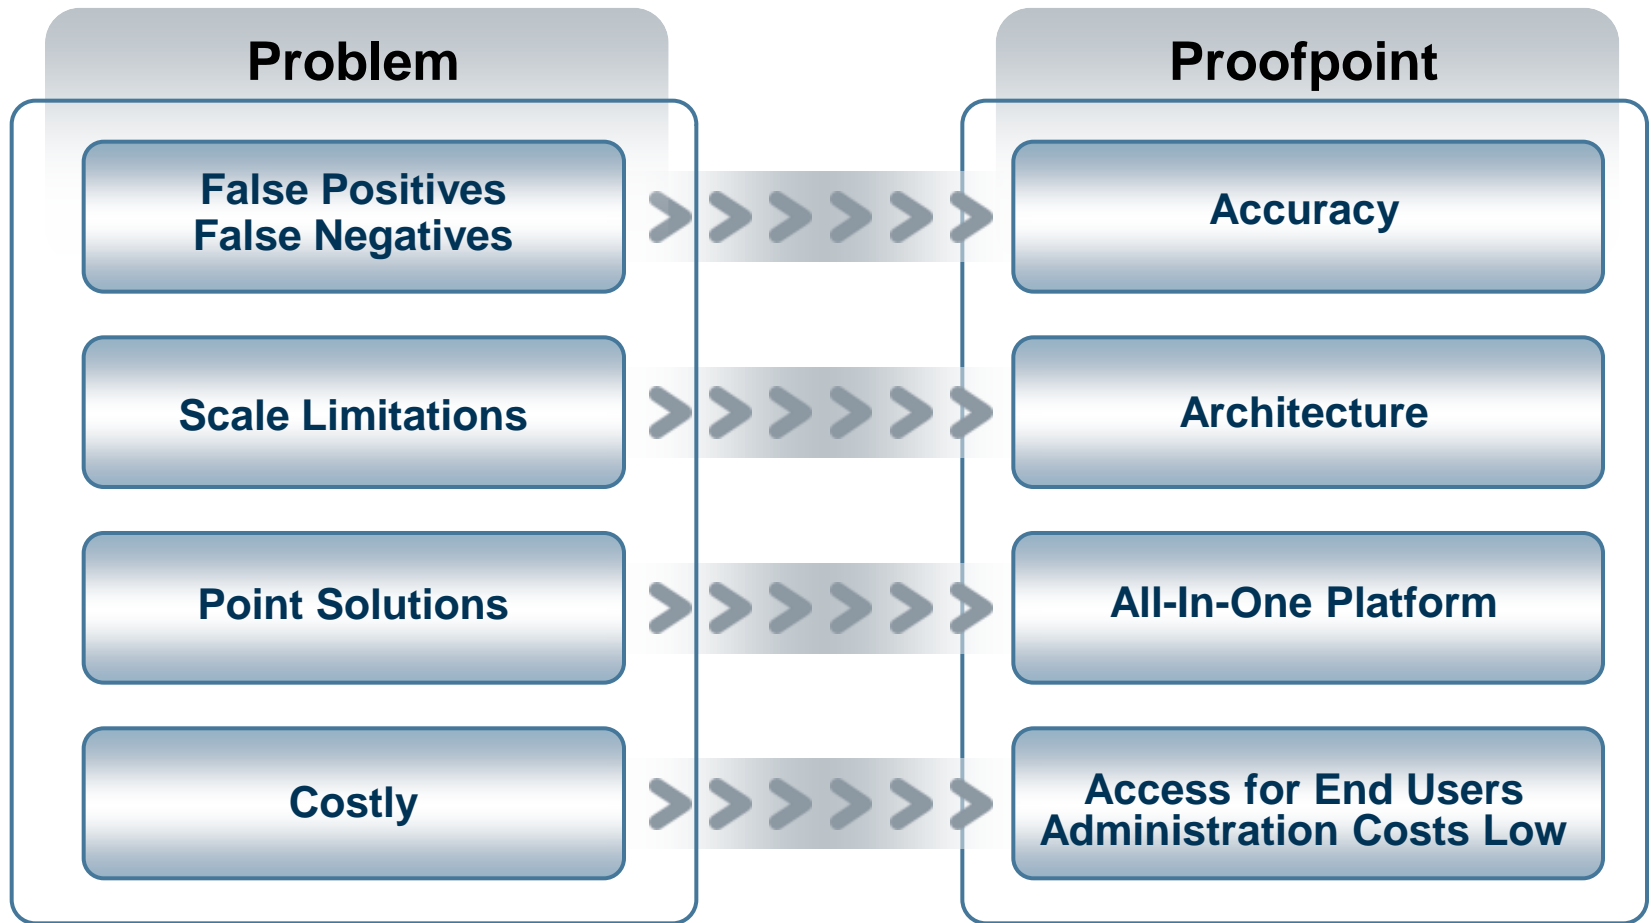 Problem
Proofpoint
False Positives
False Negatives
Accuracy
Scale Limitations
Architecture
Point Solutions
All-In-One Platform
Costly
Access for End Users
Administration Costs Low